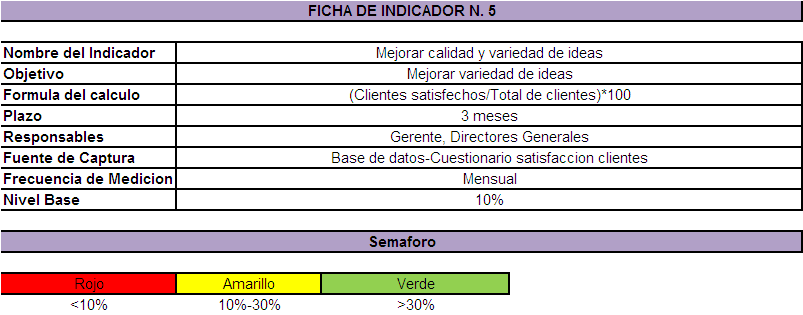 FICHA DE INDICADOR N. 5
Nombre del Indicador Mejorar calidad y variedad de ideas
Objetivo Mejorar variedad de ideas
Formula del calculo (Clientes satisfechos/Total de clientes)*100
Plazo 3 meses
Responsables Gerente, Directores Generales
Fuente de Captura Base de datos-Cuestionario satisfaccion clientes
Frecuencia de Medicion Mensual
Nivel Base 10%
Semaforo
Rojo Amarillo Verde
<10% 10%-30% >30%